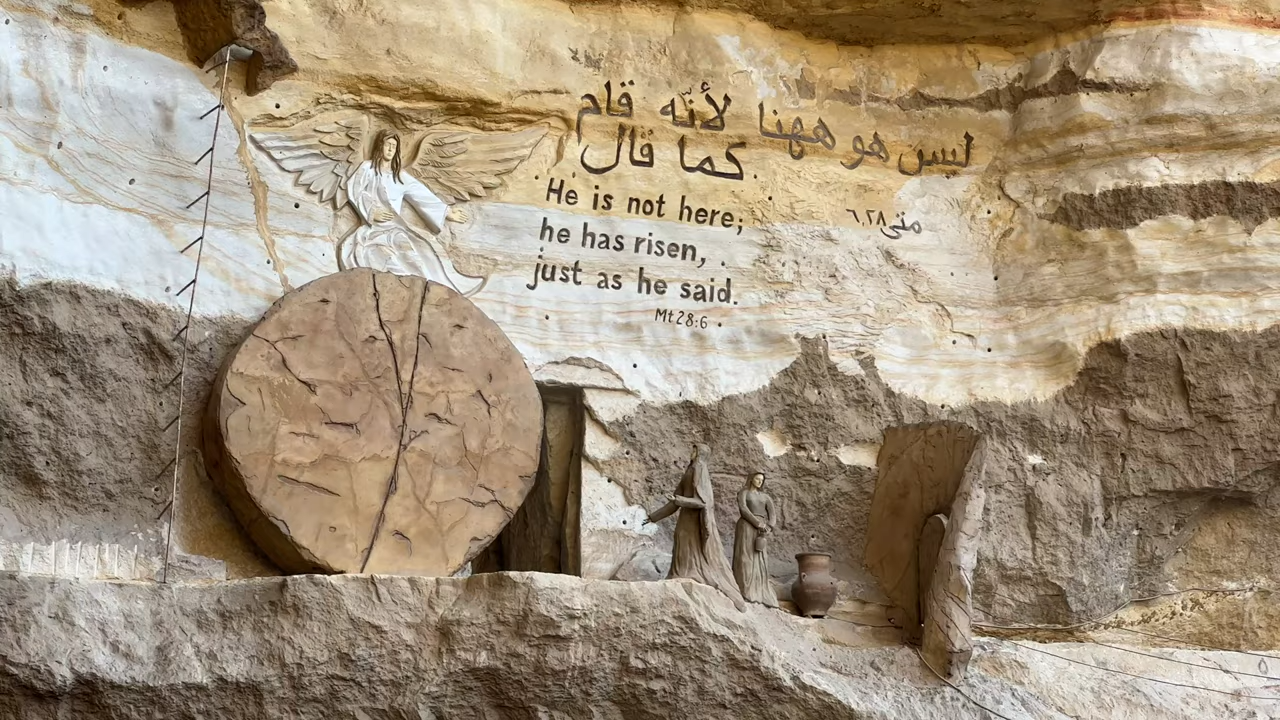 ليس هو ههنا لأنّه قام
كما قال
متى ٦.٢٨
He is not here;
he has risen,
just as he said.
Mt 28:6